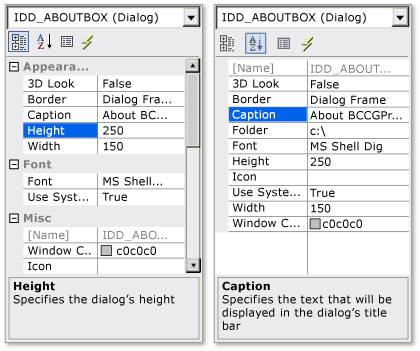 IDD_ABOUTBOX (Dialog)
Appeara...
3D Look False
Border Dialog Fra...
Caption About BC...
Height 250
Width 150
Font
Font MS Shell...
Use Syst... True
Misc
[Name] IDD_ABO...
Window C... c0c0c0
Icon
Height
Specifies the dialog's height
IDD_ABOUTBOX (Dialog)
[Name] IDD_ABOUT...
3D Look False
Border Dialog Frame
Caption About BCGPr...
Folder c:\
Font MS Shell Dlg
Height 250
Icon
Use Syste... True
Width 150
Window C... c0c0c0
Caption
Specifies the text that will be
displayed in the dialog's title
bar